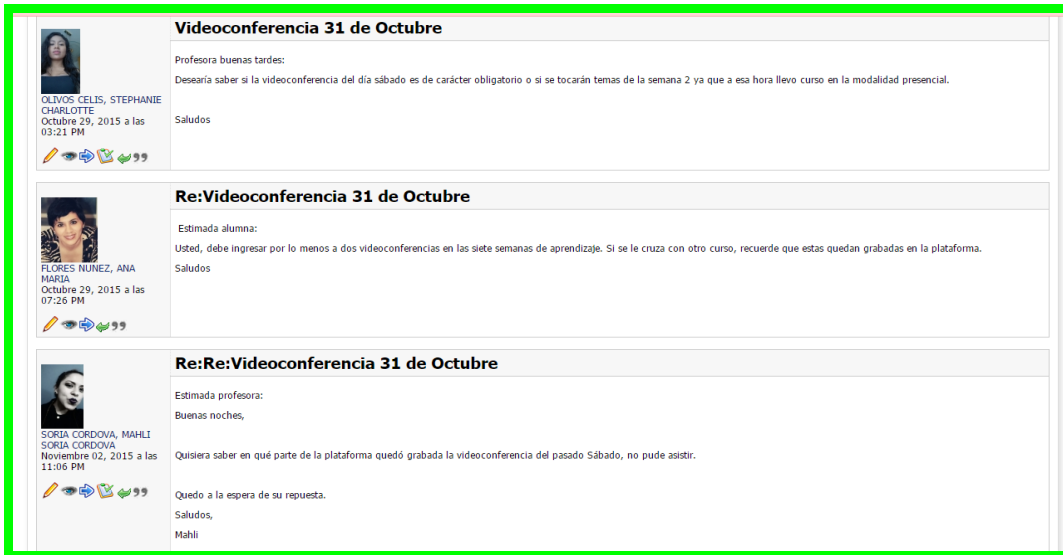 Videoconferencia 31 de Octubre
Profesora buenas tardes:
Desearía saber si la videoconferencia del día sábado es de carácter obligatorio o si se tocarán temas de la semana 2 ya que a esa hora llevo curso en la modalidad presencial.
Saludos
OLIVOS CELIS, STEPHANIE
CHARLOTTE
Octubre 29, 2015 a las
03:21 PM
Re:Videoconferencia 31 de Octubre
Estimada alumna:
Usted, debe ingresar por lo menos a dos videoconferencias en las siete semanas de aprendizaje. Si se le cruza con otro curso, recuerde que estas quedan grabadas en la plataforma.
Saludos
FLORES NUNEZ, ANA
MARIA
Octubre 29, 2015 a las
07:26 PM
Re:Re:Videoconferencia 31 de Octubre
Estimada profesora:
Buenas noches,
Quisiera saber en qué parte de la plataforma quedó grabada la videoconferencia del pasado Sábado, no pude asistir.
Quedo a la espera de su repuesta.
Saludos,
Mahli
SORIA CORDOVA, MAHLI
SORIA CORDOVA
Noviembre 02, 2015 a las
11:06 PM